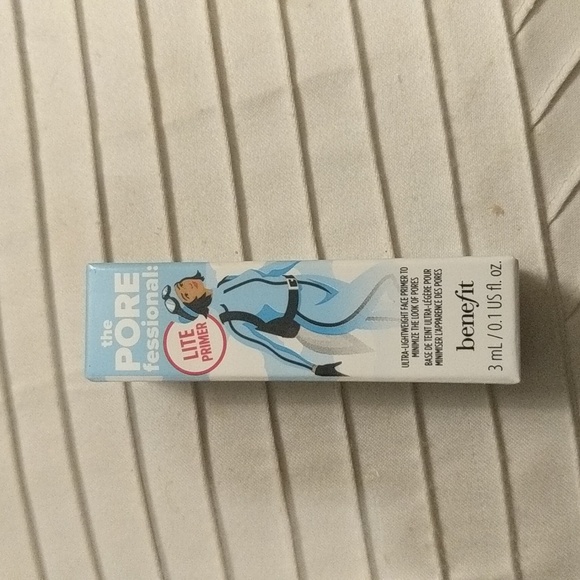 the
PORE
fessional:
LITE
PRIMER
ULTRA-LIGHTWEIGHT FACE PRIMER TO
MINIMIZE THE LOOK OF PORES
BASE DE TEINT ULTRA-LÉGÈRE POUR
MINIMISER L'APPARENCE DES PORES
benefit
3 mL / 0.1 US fl. oz.